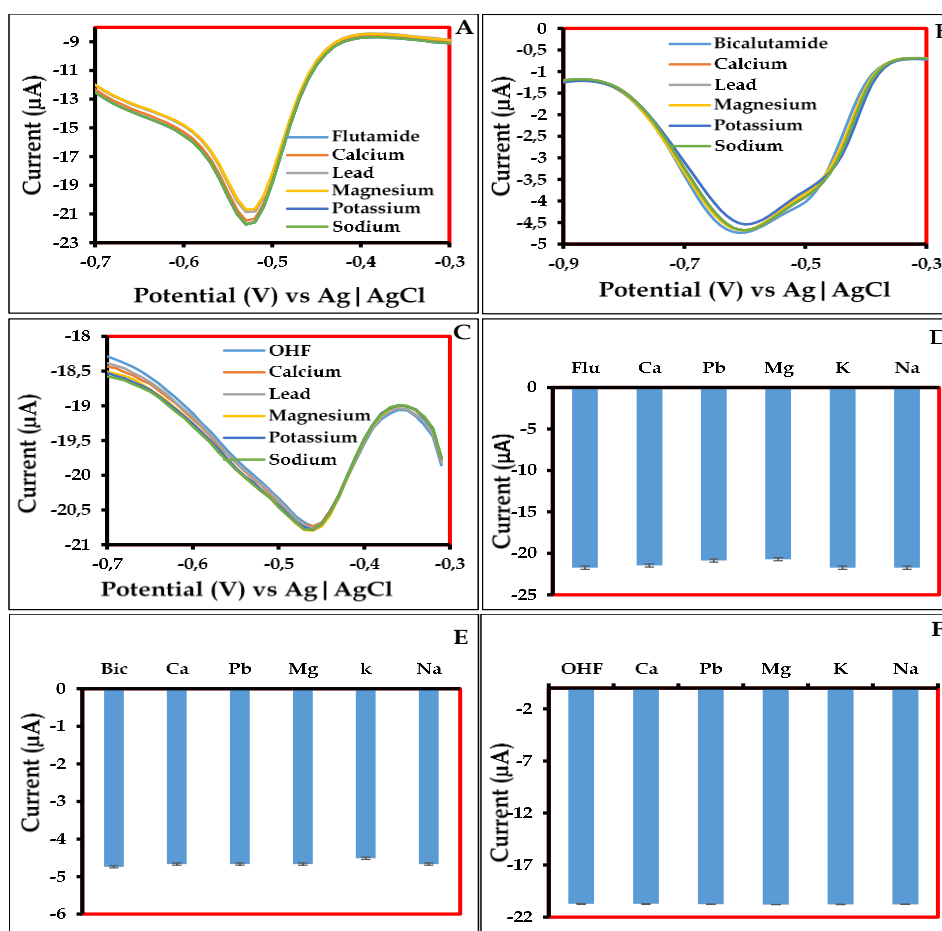 A
Current (µA)
-9
-11
-13
-15
-17
-19
-21
-23
Flutamide
Calcium
Lead
Magnesium
Potassium
Sodium
-0,7
-0,6
-0,5
-0,4
-0,3
Potential (V) vs Ag|AgCl
Current (µA)
0
-0,5
-1
-1,5
-2
-2,5
-3
-3,5
-4
-4,5
-5
Bicalutamide
Calcium
Lead
Magnesium
Potassium
Sodium
-0,9
-0,7
-0,5
-0,3
Potential (V) vs Ag|AgCl
C
Current (µA)
-18
-18,5
-19
-19,5
-20
-20,5
-21
OHF
Calcium
Lead
Magnesium
Potassium
Sodium
-0,7
-0,6
-0,5
-0,4
-0,3
Potential (V) vs Ag|AgCl
D
Flu Ca Pb Mg K Na
Current (µA)
0
-5
-10
-15
-20
-25
E
Bic Ca Pb Mg k Na
Current (µA)
0
-1
-2
-3
-4
-5
-6
F
OHF Ca Pb Mg K Na
Current (µA)
-2
-7
-12
-17
-22